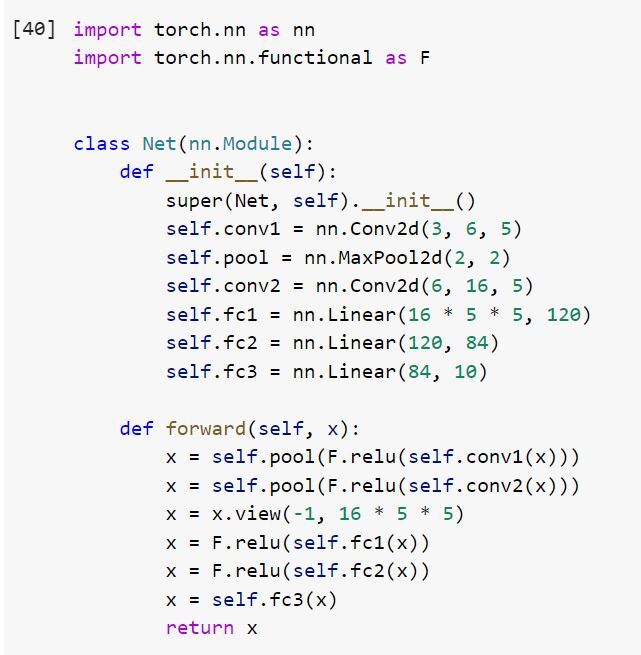 [40] import torch.nn as nn
import torch.nn.functional as F
class Net(nn.Module):
def __init__(self):
super(Net, self).__init__()
self.conv1 = nn.Conv2d(3, 6, 5)
self.pool = nn.MaxPool2d(2, 2)
self.conv2 = nn.Conv2d(6, 16, 5)
self.fc1 = nn.Linear(16 * 5 * 5, 120)
self.fc2 = nn.Linear(120, 84)
self.fc3 = nn.Linear(84, 10)
def forward(self, x):
x = self.pool(F.relu(self.conv1(x)))
x = self.pool(F.relu(self.conv2(x)))
x = x.view(-1, 16 * 5 * 5)
x = F.relu(self.fc1(x))
x = F.relu(self.fc2(x))
x = self.fc3(x)
return x